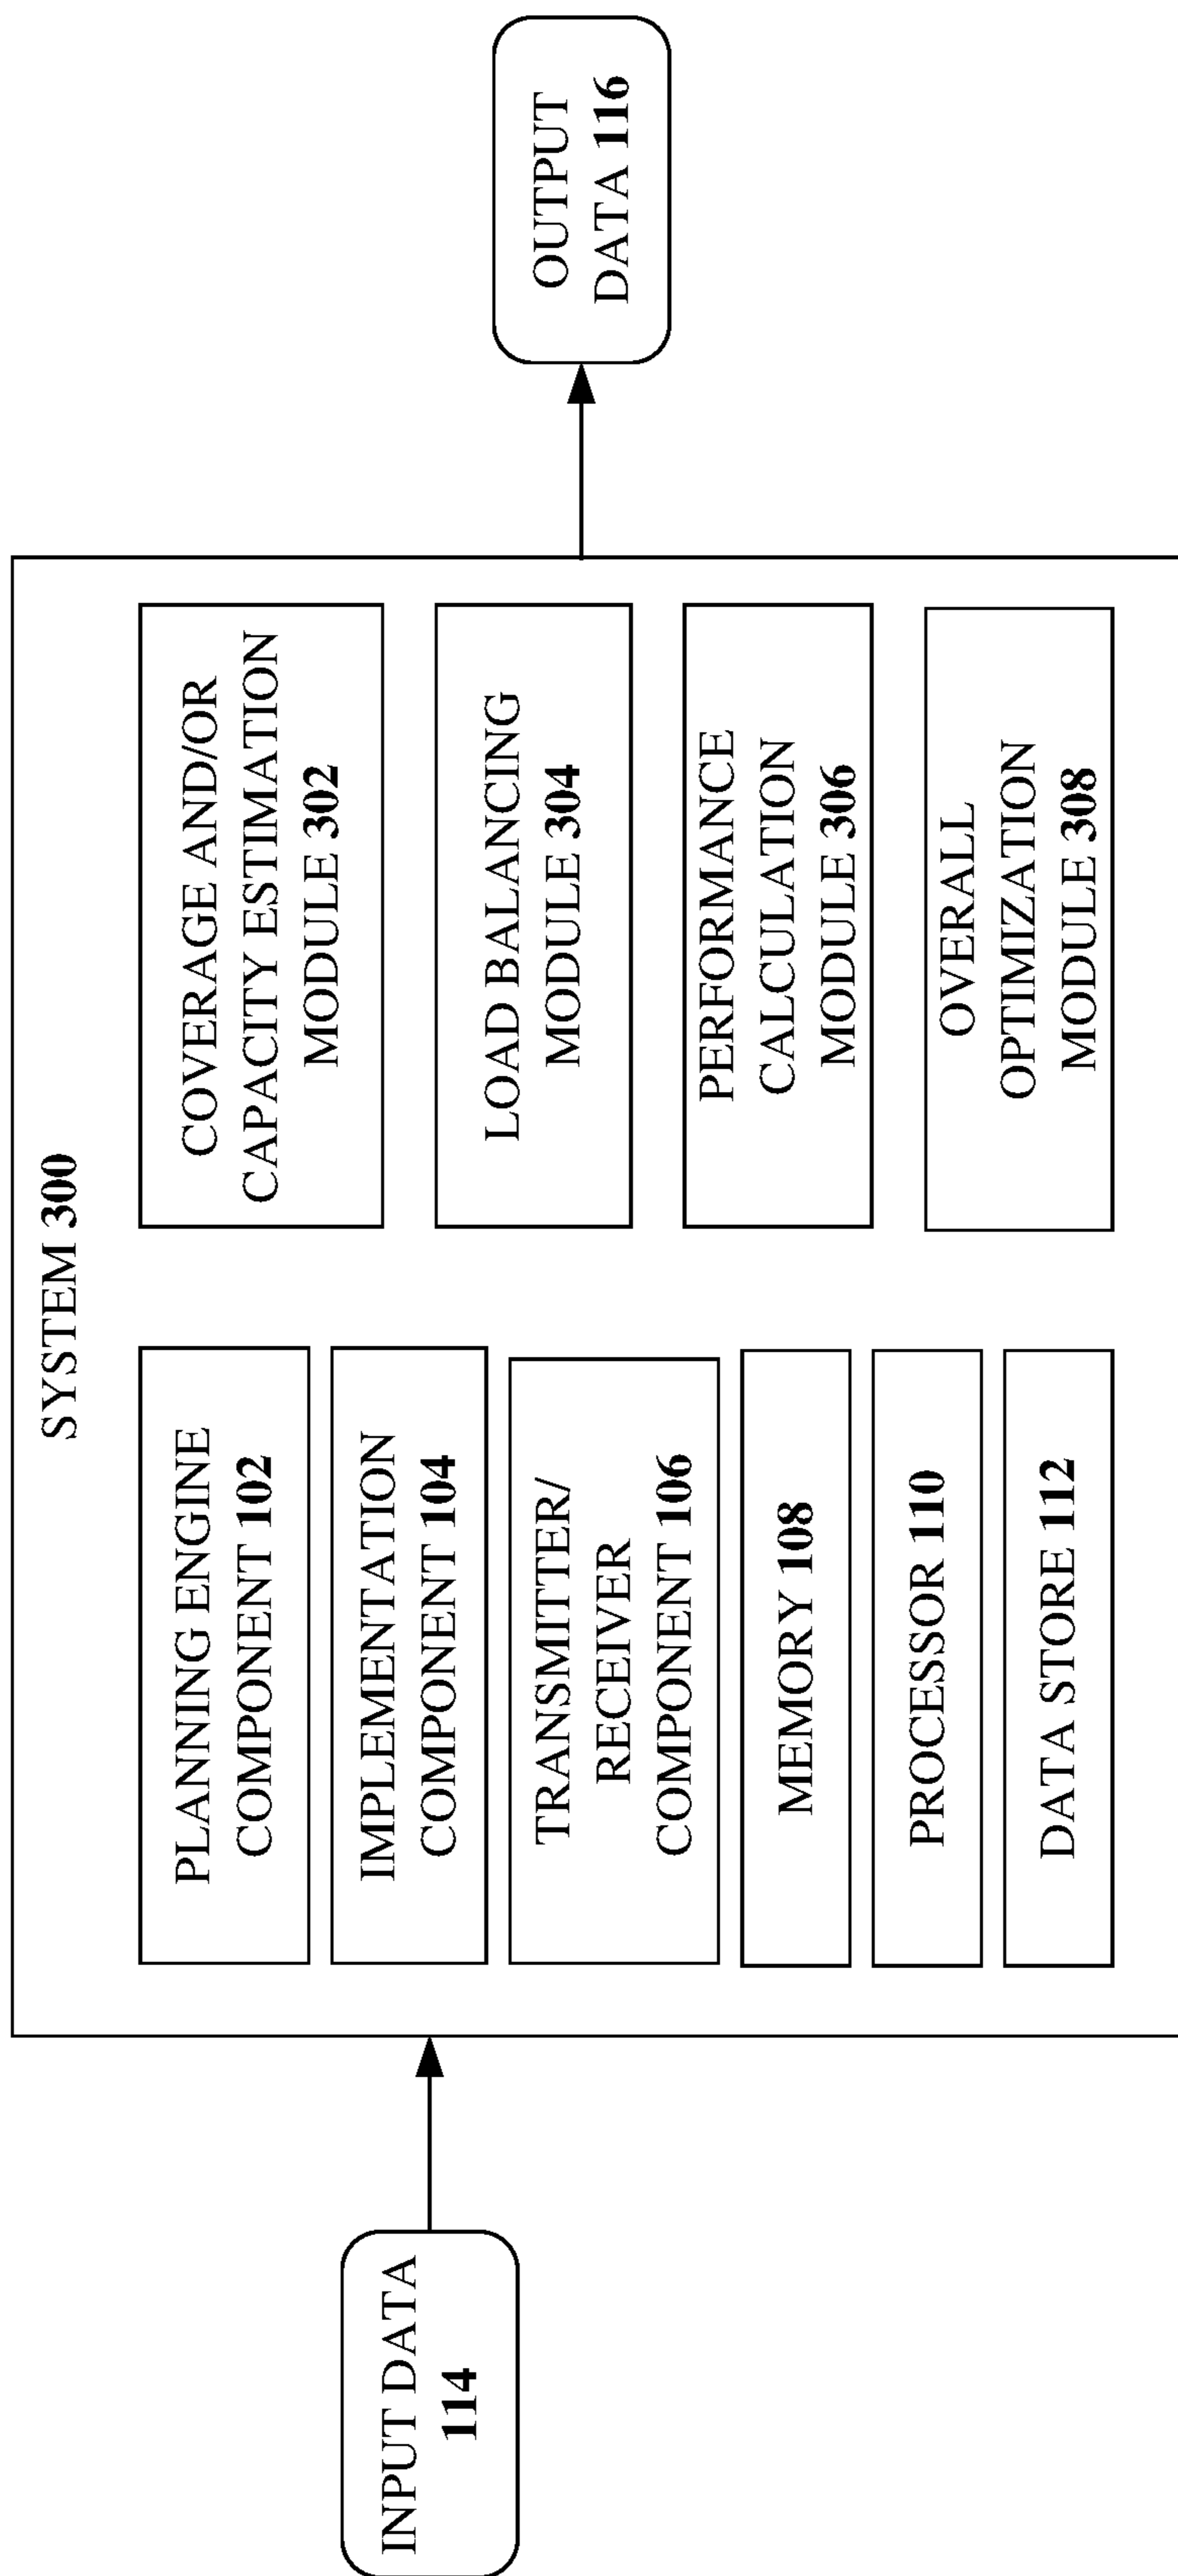 SYSTEM 300
INPUT DATA
114
PLANNING ENGINE
COMPONENT 102
IMPLEMENTATION
COMPONENT 104
TRANSMITTER/
RECEIVER
COMPONENT 106
MEMORY 108
PROCESSOR 110
DATA STORE 112
COVERAGE AND/OR
CAPACITY ESTIMATION
MODULE 302
LOAD BALANCING
MODULE 304
PERFORMANCE
CALCULATION
MODULE 306
OVERALL
OPTIMIZATION
MODULE 308
OUTPUT
DATA 116